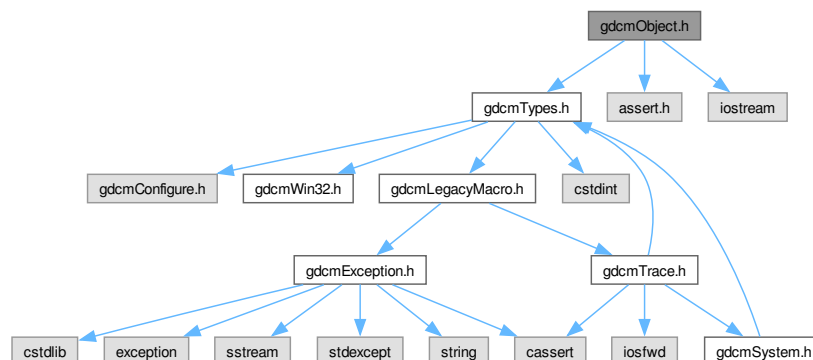 gdcmObject.h
gdcmTypes.h
assert.h
iostream
gdcmConfigure.h
gdcmWin32.h
gdcmLegacyMacro.h
cstdint
gdcmException.h
gdcmTrace.h
cstdlib
exception
sstream
stdexcept
string
cassert
iosfwd
gdcmSystem.h